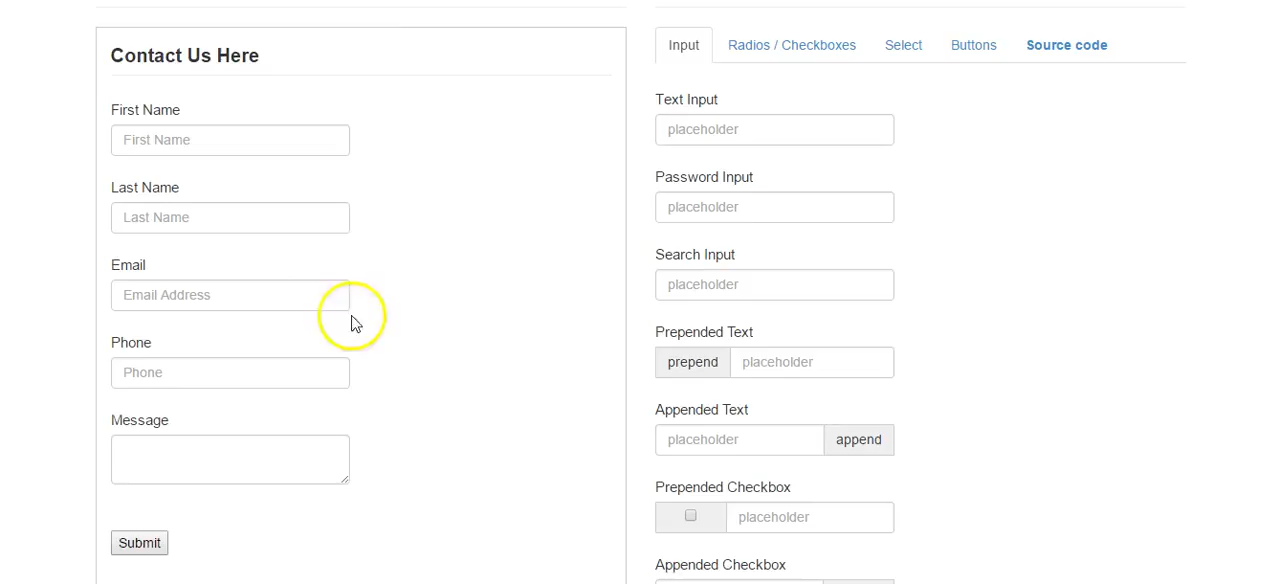 Contact Us Here
First Name
First Name
Last Name
Last Name
Email
Email Address
Phone
Phone
Message
Submit
Input Radios / Checkboxes Select Buttons Source code
Text Input
placeholder
Password Input
placeholder
Search Input
placeholder
Prepended Text
prepend placeholder
Appended Text
placeholder append
Prepended Checkbox
placeholder
Appended Checkbox